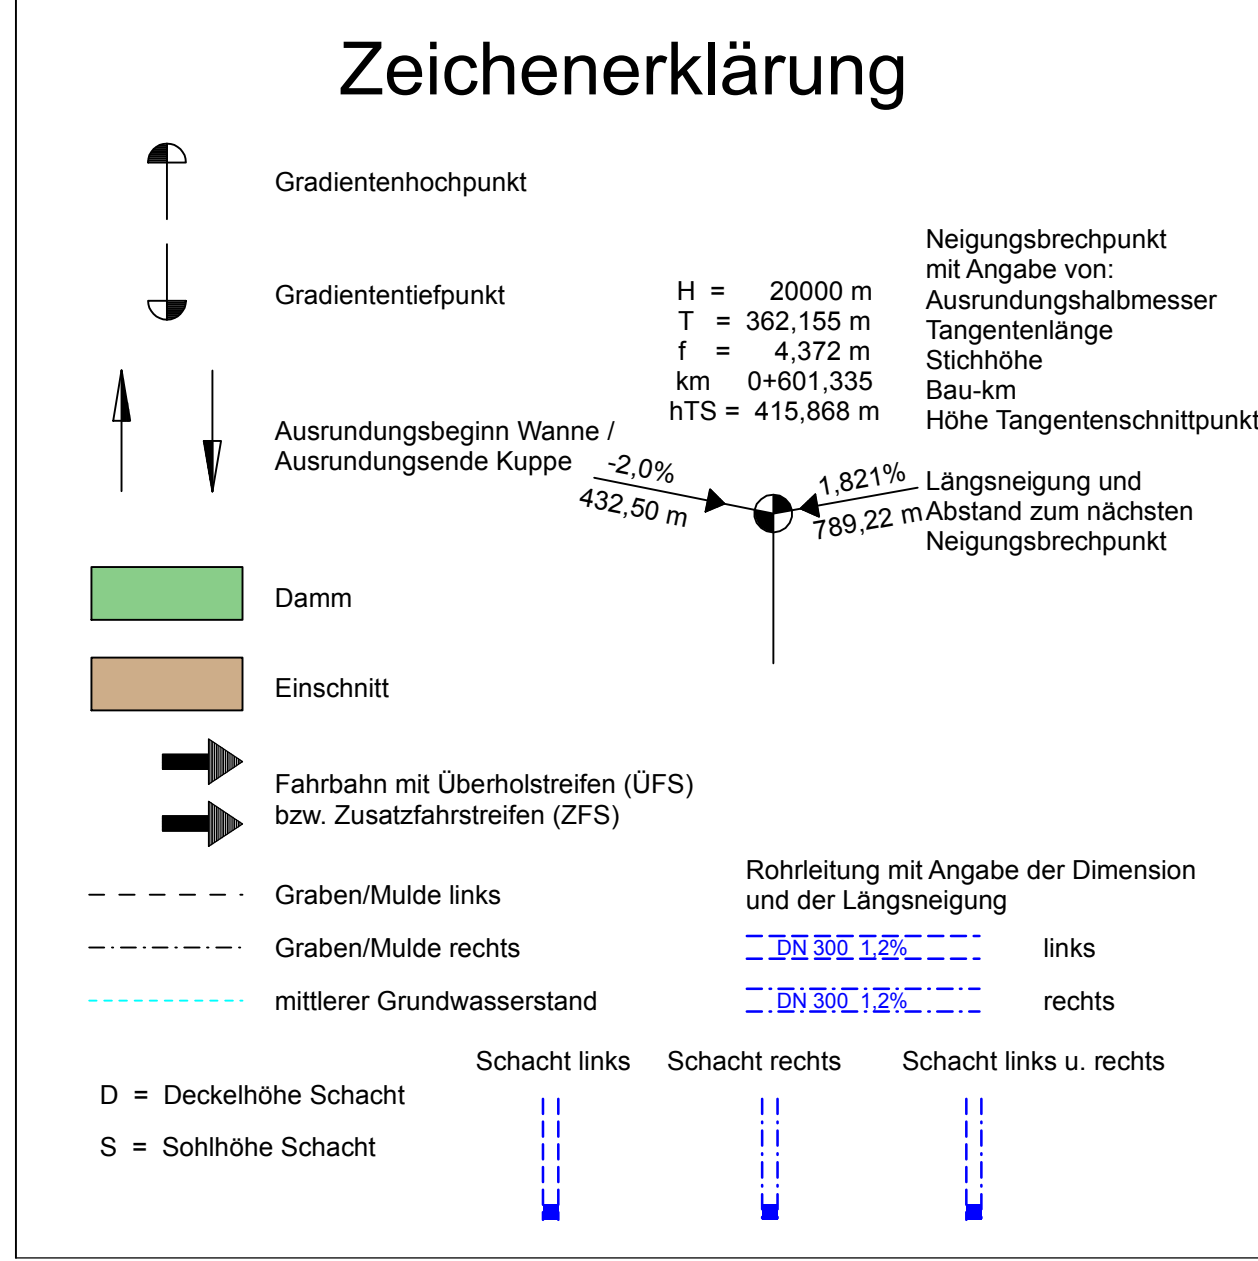 Zeichenerklärung
Gradientenhochpunkt
Gradiententiefpunkt
H = 20000 m
T = 362,155 m
f = 4,372 m
km 0+601,335
hTS = 415,868 m
Neigungsbrechpunkt
mit Angabe von:
Ausrundungshalbmesser
Tangentenlänge
Stichhöhe
Bau-km
Höhe Tangentenschnittpunkt
Ausrundungsbeginn Wanne /
Ausrundungsende Kuppe
-2,0%
432,50 m
1,821%
789,22 m
Längsneigung und
Abstand zum nächsten
Neigungsbrechpunkt
Damm
Einschnitt
Fahrbahn mit Überholstreifen (ÜFS)
bzw. Zusatzfahrstreifen (ZFS)
Graben/Mulde links
Graben/Mulde rechts
mittlerer Grundwasserstand
Rohrleitung mit Angabe der Dimension
und der Längsneigung
DN 300 1,2% links
DN 300 1,2% rechts
D = Deckelhöhe Schacht
S = Sohlhöhe Schacht
Schacht links
Schacht rechts
Schacht links u. rechts